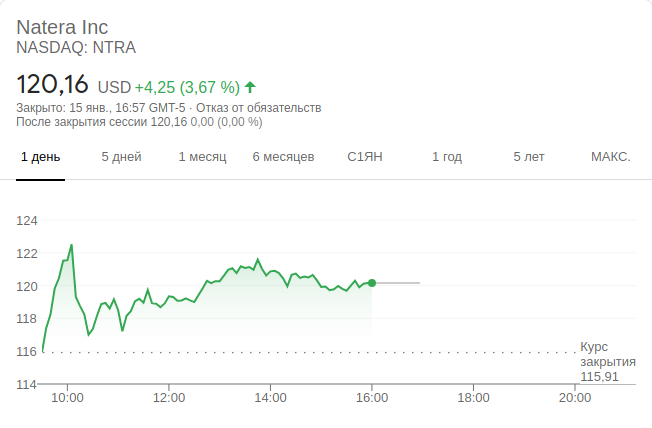 Natera Inc
NASDAQ: NTRA
120,16 USD +4,25 (3,67 %)
Закрыто: 15 янв., 16:57 GMT-5 · Отказ от обязательств
После закрытия сессии 120,16 0,00 (0,00 %)
1 день 5 дней 1 месяц 6 месяцев С1ЯН 1 год 5 лет МАКС.
124
122
120
118
116
Курс
закрытия
115,91
114
10:00 12:00 14:00 16:00 18:00 20:00